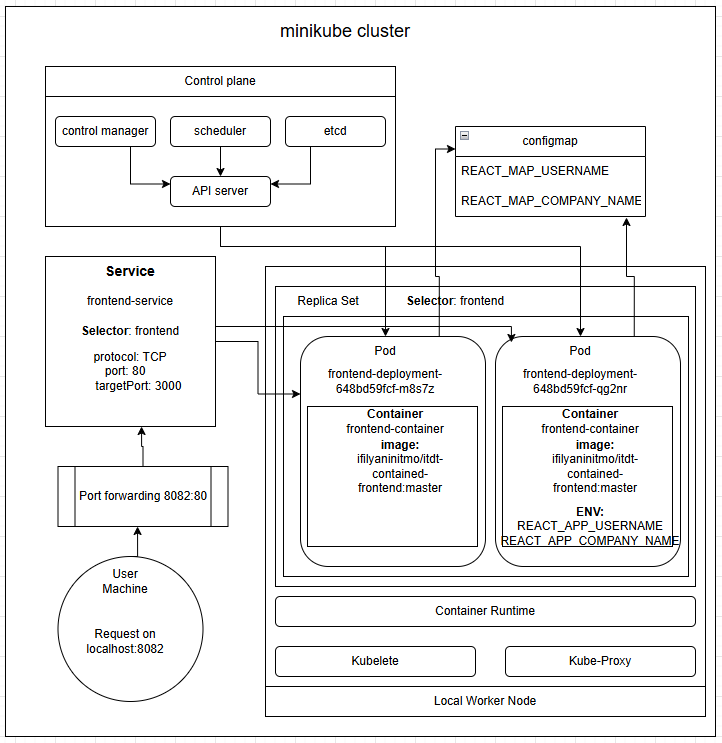 minikube cluster
Control plane
control manager
scheduler
etcd
API server
configmap
REACT_MAP_USERNAME
REACT_MAP_COMPANY_NAME
Service
frontend-service
Selector: frontend
protocol: TCP
port: 80
targetPort: 3000
Port forwarding 8082:80
User
Machine
Request on
localhost:8082
Replica Set
Selector: frontend
Pod
frontend-deployment-
648bd59fcf-m8s7z
Container
frontend-container
image:
ifilyaninitmo/itdt-
contained-
frontend:master
Pod
frontend-deployment-
648bd59fcf-qg2nr
Container
frontend-container
image:
ifilyaninitmo/itdt-
contained-
frontend:master
ENV:
REACT_APP_USERNAME
REACT_APP_COMPANY_NAME
Container Runtime
Kubelete
Kube-Proxy
Local Worker Node